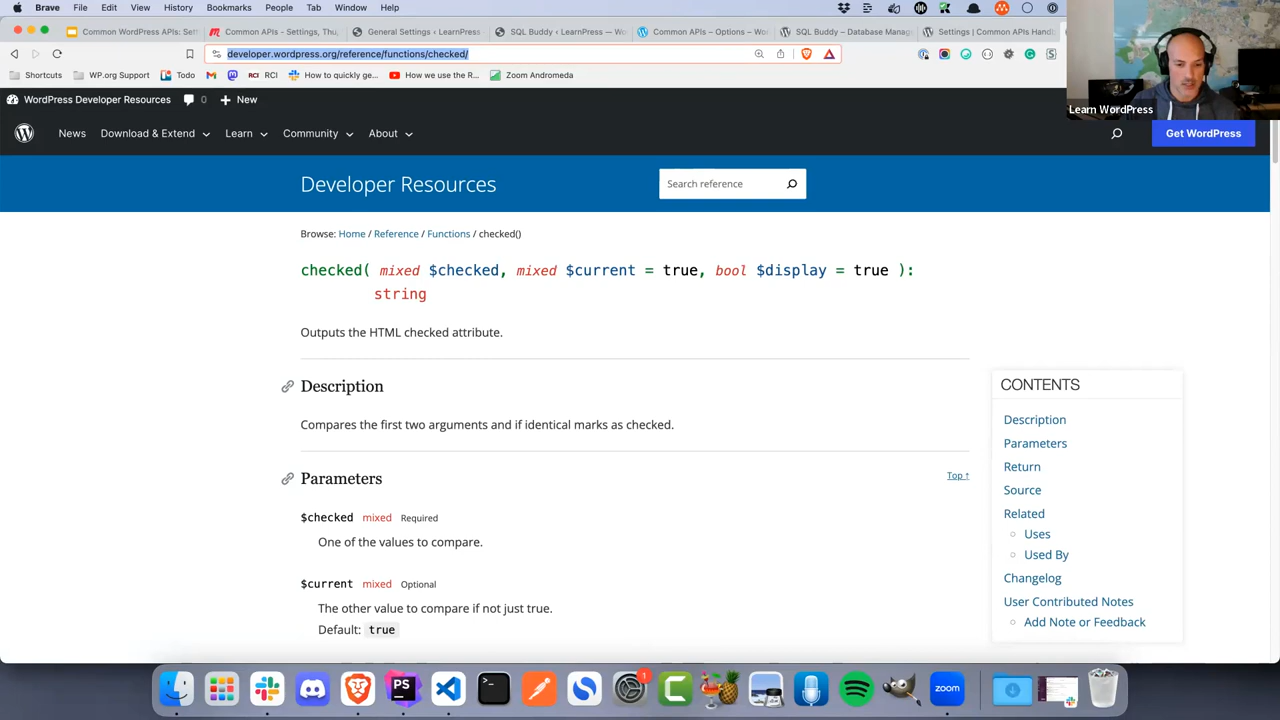 Brave File Edit View History Bookmarks People Tab Window Help
Common WordPress APIs: Set
Common APIs - Settings, Thu,
General Settings ‹ LearnPress
SQL Buddy ‹ LearnPress — Wo
Common APIs – Options – Wo
SQL Buddy – Database Manag
Settings | Common APIs Handb
developer.wordpress.org/reference/functions/checked/
Shortcuts WP.org Support Todo RCI RCI How to quickly ge... How we use the R... Zoom Andromeda
WordPress Developer Resources 0 New
Learn WordPress
News Download & Extend Learn Community About Get WordPress
Developer Resources Search reference
Browse: Home / Reference / Functions / checked()
checked( mixed $checked, mixed $current = true, bool $display = true ):
string
Outputs the HTML checked attribute.
Description
Compares the first two arguments and if identical marks as checked.
Parameters Top ↑
$checked mixed Required
One of the values to compare.
$current mixed Optional
The other value to compare if not just true.
Default: true
CONTENTS
Description
Parameters
Return
Source
Related
Uses
Used By
Changelog
User Contributed Notes
Add Note or Feedback
PS
zoom
1